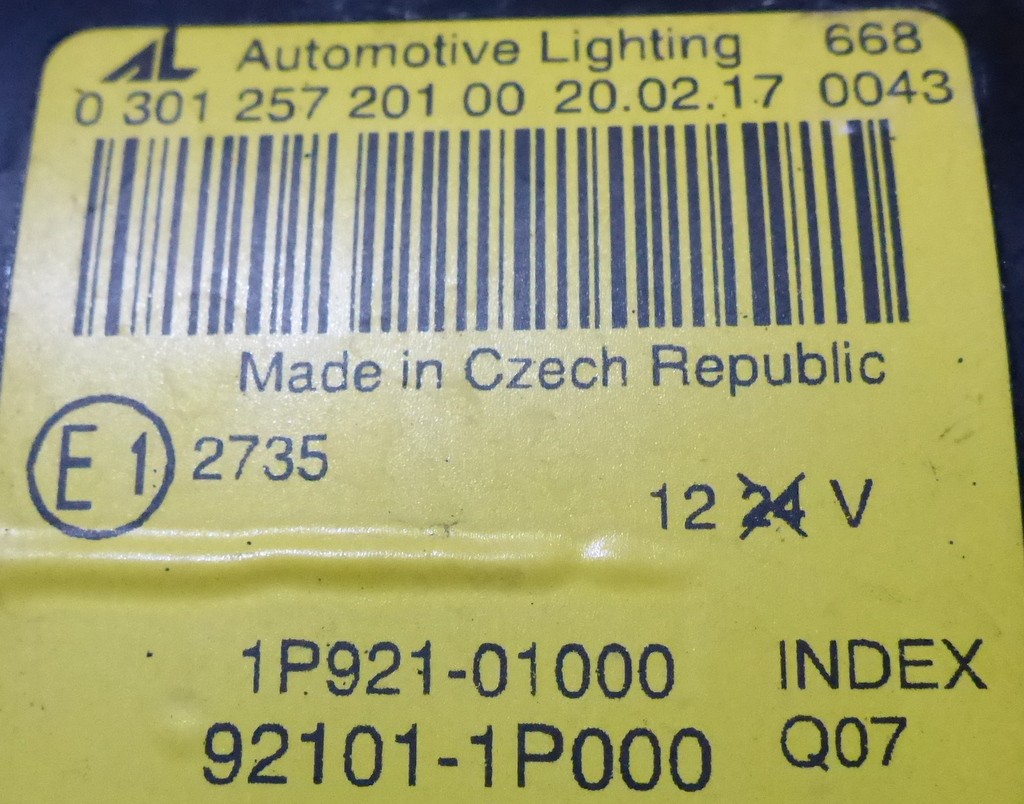 AL Automotive Lighting 668
0 301 257 201 00 20.02.17 0043
Made in Czech Republic
E1 2735
12 24 V
1P921-01000 INDEX
92101-1P000 Q07